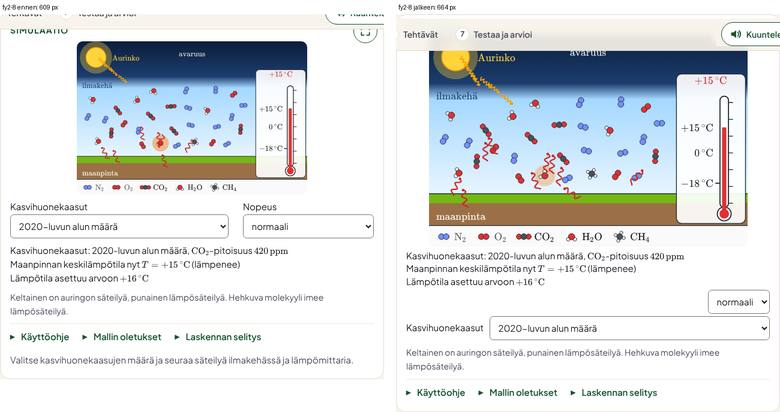 fy2-8 ennen: 609 px
Tehtävät
Testaa ja arvioi
SIMULAATIO
Aurinko
avaruus
ilmakehä
+15 °C
+15 °C
0 °C
−18 °C
maanpinta
N₂ O₂ CO₂ H₂O CH₄
Kasvihuonekaasut
Nopeus
2020-luvun alun määrä
normaali
Kasvihuonekaasut: 2020-luvun alun määrä, CO₂-pitoisuus 420 ppm
Maanpinnan keskilämpötila nyt T = +15 °C (lämpenee)
Lämpötila asettuu arvoon +16 °C
Keltainen on auringon säteilyä, punainen lämpösäteilyä. Hehkuva molekyyli imee
lämpösäteilyä.
▸ Käyttöohje ▸ Mallin oletukset ▸ Laskennan selitys
Valitse kasvihuonekaasujen määrä ja seuraa säteilyä ilmakehässä ja lämpömittaria.
fy2-8 jälkeen: 664 px
Tehtävät 7 Testaa ja arvioi
Kuuntele
Aurinko
avaruus
ilmakehä
+15 °C
+15 °C
0 °C
−18 °C
maanpinta
N₂ O₂ CO₂ H₂O CH₄
Kasvihuonekaasut: 2020-luvun alun määrä, CO₂-pitoisuus 420 ppm
Maanpinnan keskilämpötila nyt T = +15 °C (lämpenee)
Lämpötila asettuu arvoon +16 °C
normaali
Kasvihuonekaasut 2020-luvun alun määrä
Keltainen on auringon säteilyä, punainen lämpösäteilyä. Hehkuva molekyyli imee
lämpösäteilyä.
▸ Käyttöohje ▸ Mallin oletukset ▸ Laskennan selitys